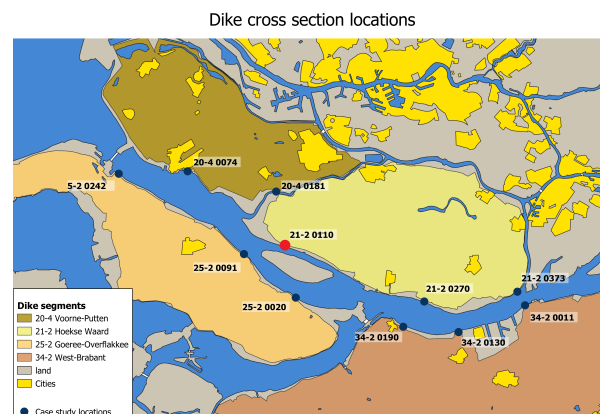 Dike cross section locations
20-4 0074
5-2 0242
20-4 0181
21-2 0110
25-2 0091
21-2 0373
21-2 0270
25-2 0020
34-2 0011
34-2 0190
34-2 0130
Dike segments
20-4 Voorne-Putten
21-2 Hoekse Waard
25-2 Goeree-Overflakkee
34-2 West-Brabant
land
Cities
Case study locations